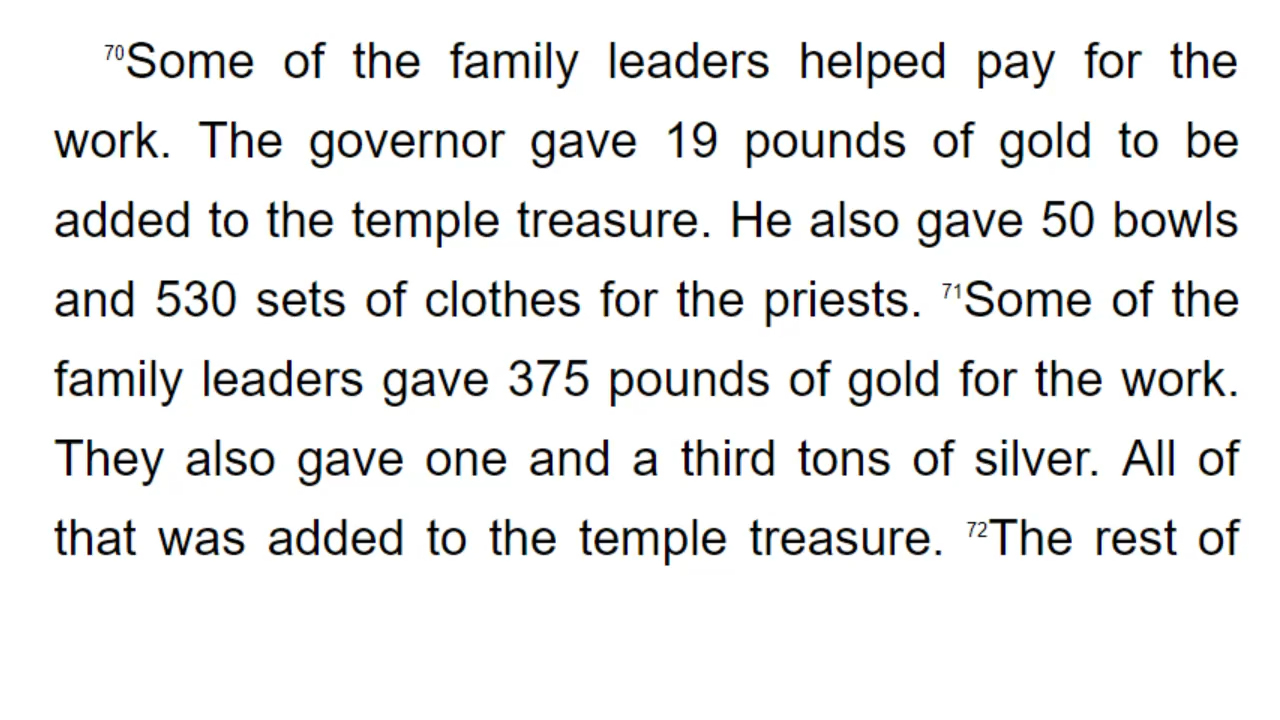 70Some of the family leaders helped pay for the
work. The governor gave 19 pounds of gold to be
added to the temple treasure. He also gave 50 bowls
and 530 sets of clothes for the priests. 71Some of the
family leaders gave 375 pounds of gold for the work.
They also gave one and a third tons of silver. All of
that was added to the temple treasure. 72The rest of